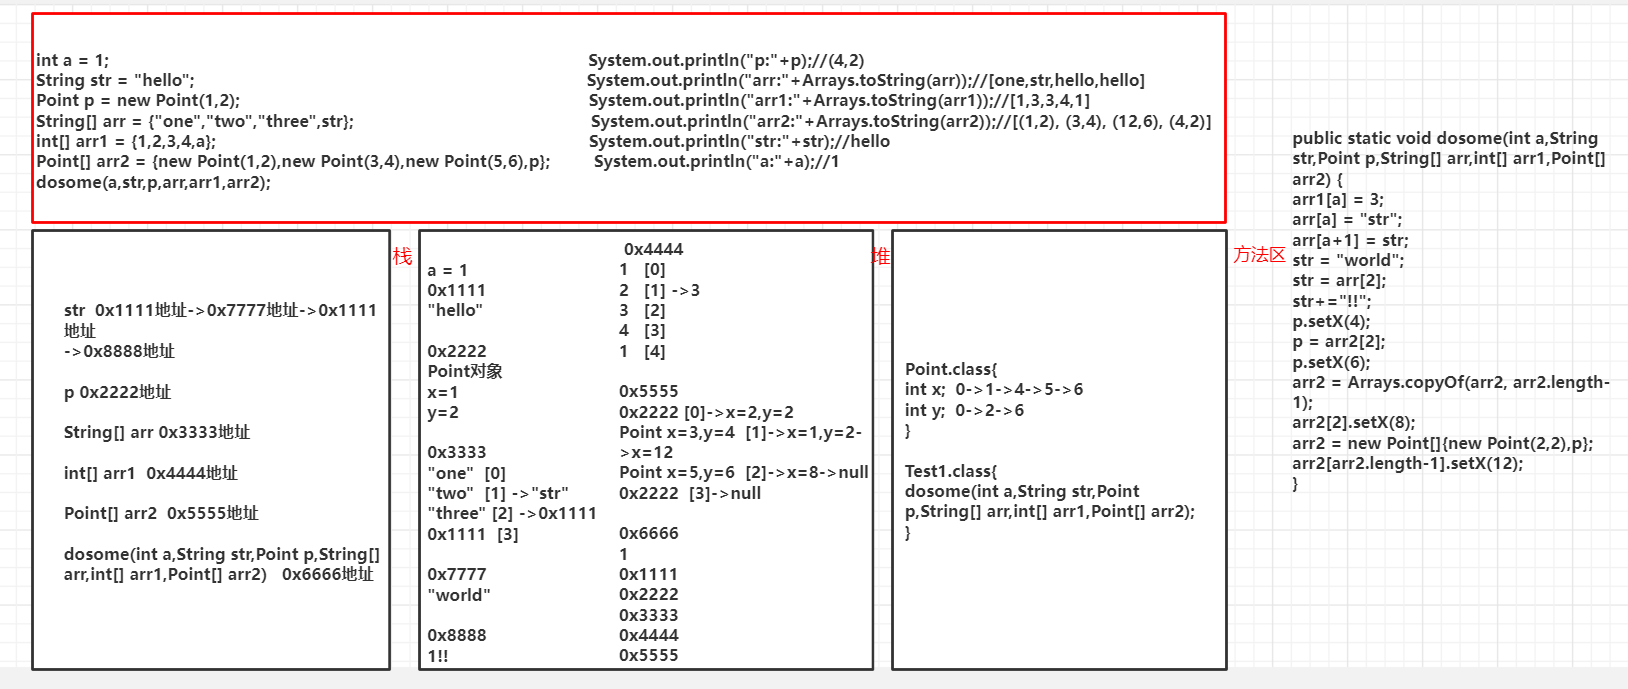 int a = 1;
String str = "hello";
Point p = new Point(1,2);
String[] arr = {"one","two","three",str};
int[] arr1 = {1,2,3,4,a};
Point[] arr2 = {new Point(1,2),new Point(3,4),new Point(5,6),p};
dosome(a,str,p,arr,arr1,arr2);
System.out.println("p:"+p);//(4,2)
System.out.println("arr:"+Arrays.toString(arr));//[one,str,hello,hello]
System.out.println("arr1:"+Arrays.toString(arr1));//[1,3,3,4,1]
System.out.println("arr2:"+Arrays.toString(arr2));//[(1,2), (3,4), (12,6), (4,2)]
System.out.println("str:"+str);//hello
System.out.println("a:"+a);//1
str  0x1111地址->0x7777地址->0x1111
地址
->0x8888地址
p 0x2222地址
String[] arr 0x3333地址
int[] arr1  0x4444地址
Point[] arr2  0x5555地址
dosome(int a,String str,Point p,String[]
arr,int[] arr1,Point[] arr2)   0x6666地址
栈
a = 1
0x1111
"hello"
0x2222
Point对象
x=1
y=2
0x3333
"one"  [0]
"two"  [1] ->"str"
"three" [2] ->0x1111
0x1111  [3]
0x7777
"world"
0x8888
1!!
0x4444
1   [0]
2   [1] ->3
3   [2]
4   [3]
1   [4]
0x5555
0x2222 [0]->x=2,y=2
Point x=3,y=4  [1]->x=1,y=2-
>x=12
Point x=5,y=6  [2]->x=8->null
0x2222  [3]->null
0x6666
1
0x1111
0x2222
0x3333
0x4444
0x5555
堆
Point.class{
int x;  0->1->4->5->6
int y;  0->2->6
}
Test1.class{
dosome(int a,String str,Point
p,String[] arr,int[] arr1,Point[] arr2);
}
方法区
public static void dosome(int a,String
str,Point p,String[] arr,int[] arr1,Point[]
arr2) {
arr1[a] = 3;
arr[a] = "str";
arr[a+1] = str;
str = "world";
str = arr[2];
str+="!!";
p.setX(4);
p = arr2[2];
p.setX(6);
arr2 = Arrays.copyOf(arr2, arr2.length-
1);
arr2[2].setX(8);
arr2 = new Point[]{new Point(2,2),p};
arr2[arr2.length-1].setX(12);
}